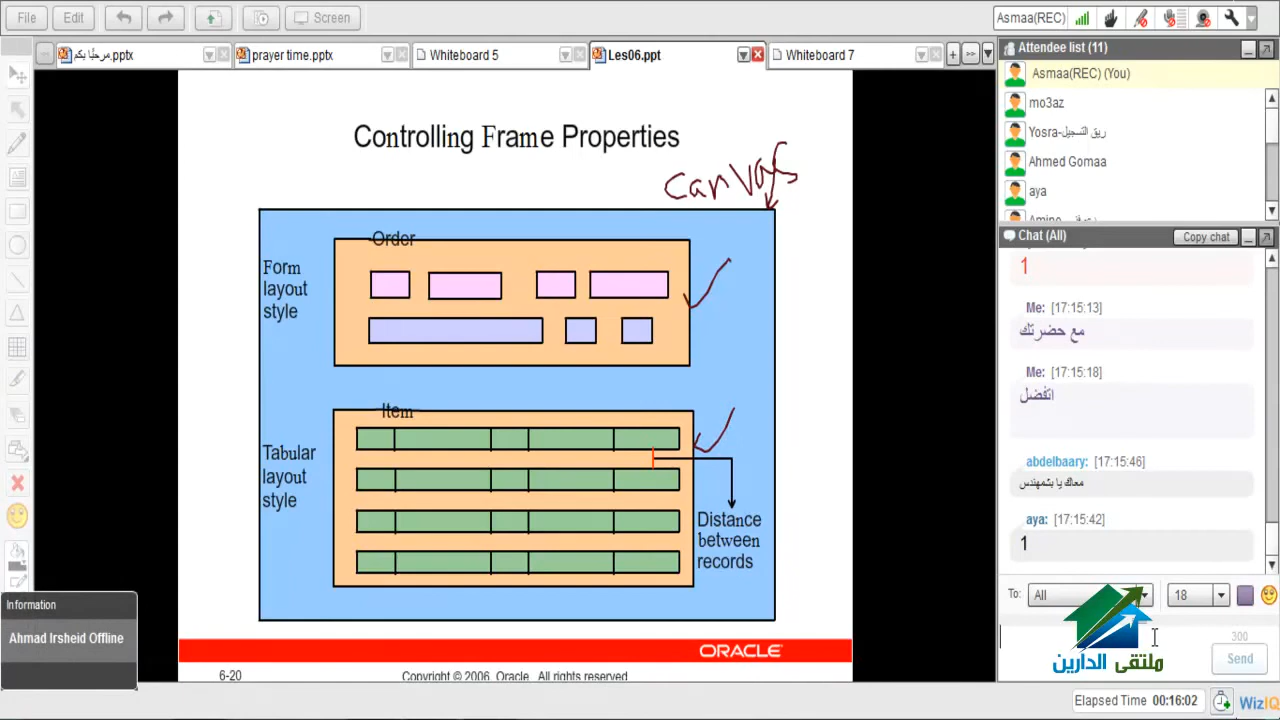 File
Edit
Screen
Asmaa(REC)
مرحبًا بكم.pptx
prayer time.pptx
Whiteboard 5
Les06.ppt
Whiteboard 7
Attendee list (11)
Asmaa(REC) (You)
mo3az
Yosra-ريق التسجيل
Ahmed Gomaa
aya
Chat (All)
Copy chat
1
Me: [17:15:13]
مع حضرتك
Me: [17:15:18]
اتفضل
abdelbaary: [17:15:46]
معاك يا بشمهندس
aya: [17:15:42]
1
To: All
18
300
Send
ملتقى الدارين
Controlling Frame Properties
Canvas
Order
Form
layout
style
Item
Tabular
layout
style
Distance
between
records
ORACLE
6-20
Copyright © 2006, Oracle. All rights reserved.
Information
Ahmad Irsheid Offline
Elapsed Time 00:16:02
WizIQ